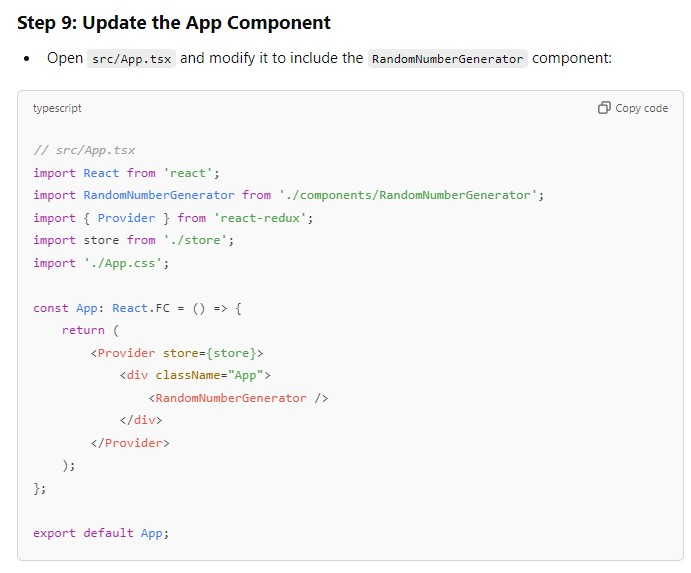 Step 9: Update the App Component
• Open src/App.tsx and modify it to include the RandomNumberGenerator component:
typescript
Copy code
// src/App.tsx
import React from 'react';
import RandomNumberGenerator from './components/RandomNumberGenerator';
import { Provider } from 'react-redux';
import store from './store';
import './App.css';
const App: React.FC = () => {
    return (
        <Provider store={store}>
            <div className="App">
                <RandomNumberGenerator />
            </div>
        </Provider>
    );
};
export default App;